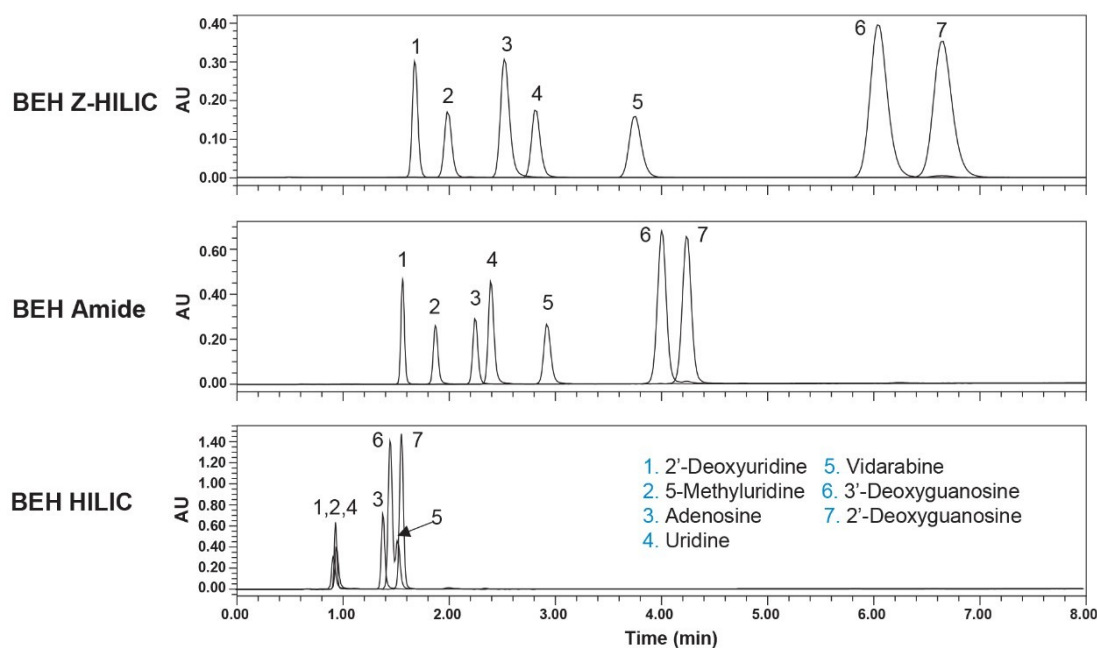 BEH Z-HILIC
AU
0.40
0.30
0.20
0.10
0.00
1
2
3
4
5
6
7
BEH Amide
AU
0.60
0.40
0.20
0.00
1
2
3
4
5
6
7
BEH HILIC
AU
1.40
1.20
1.00
0.80
0.60
0.40
0.20
0.00
1,2,4
3
6
7
5
1. 2'-Deoxyuridine
2. 5-Methyluridine
3. Adenosine
4. Uridine
5. Vidarabine
6. 3'-Deoxyguanosine
7. 2'-Deoxyguanosine
0.00 1.00 2.00 3.00 4.00 5.00 6.00 7.00 8.00
Time (min)